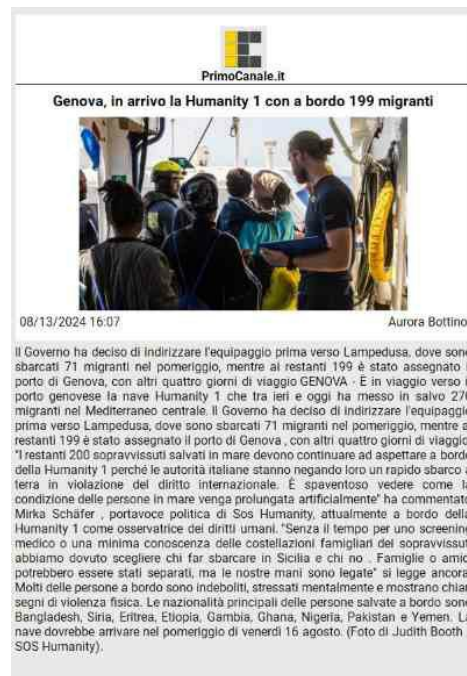 PrimoCanale.it
Genova, in arrivo la Humanity 1 con a bordo 199 migranti
08/13/2024 16:07
Aurora Bottino
Il Governo ha deciso di indirizzare l'equipaggio prima verso Lampedusa, dove sono
sbarcati 71 migranti nel pomeriggio, mentre ai restanti 199 è stato assegnato
porto di Genova, con altri quattro giorni di viaggio GENOVA - È in viaggio verso
porto genovese la nave Humanity 1 che tra ieri e oggi ha messo in salvo 270
migranti nel Mediterraneo centrale. Il Governo ha deciso di indirizzare l'equipaggio
prima verso Lampedusa, dove sono sbarcati 71 migranti nel pomeriggio, mentre ai
restanti 199 è stato assegnato il porto di Genova , con altri quattro giorni di viaggio.
"I restanti 200 sopravvissuti salvati in mare devono continuare ad aspettare a bordo
della Humanity 1 perché le autorità italiane stanno negando loro un rapido sbarco a
terra in violazione del diritto internazionale. È spaventoso vedere come la
condizione delle persone in mare venga prolungata artificialmente" ha commentato
Mirka Schäfer , portavoce politica di Sos Humanity, attualmente a bordo della
Humanity 1 come osservatrice dei diritti umani. "Senza il tempo per uno screening
medico o una minima conoscenza delle costellazioni famigliari dei sopravvissuti
abbiamo dovuto scegliere chi far sbarcare in Sicilia e chi no . Famiglie o amici
potrebbero essere stati separati, ma le nostre mani sono legate" si legge ancora.
Molti delle persone a bordo sono indeboliti, stressati mentalmente e mostrano chiari
segni di violenza fisica. Le nazionalità principali delle persone salvate a bordo sono
Bangladesh, Siria, Eritrea, Etiopia, Gambia, Ghana, Nigeria, Pakistan e Yemen. La
nave dovrebbe arrivare nel pomeriggio di venerdì 16 agosto. (Foto di Judith Booth
SOS Humanity).